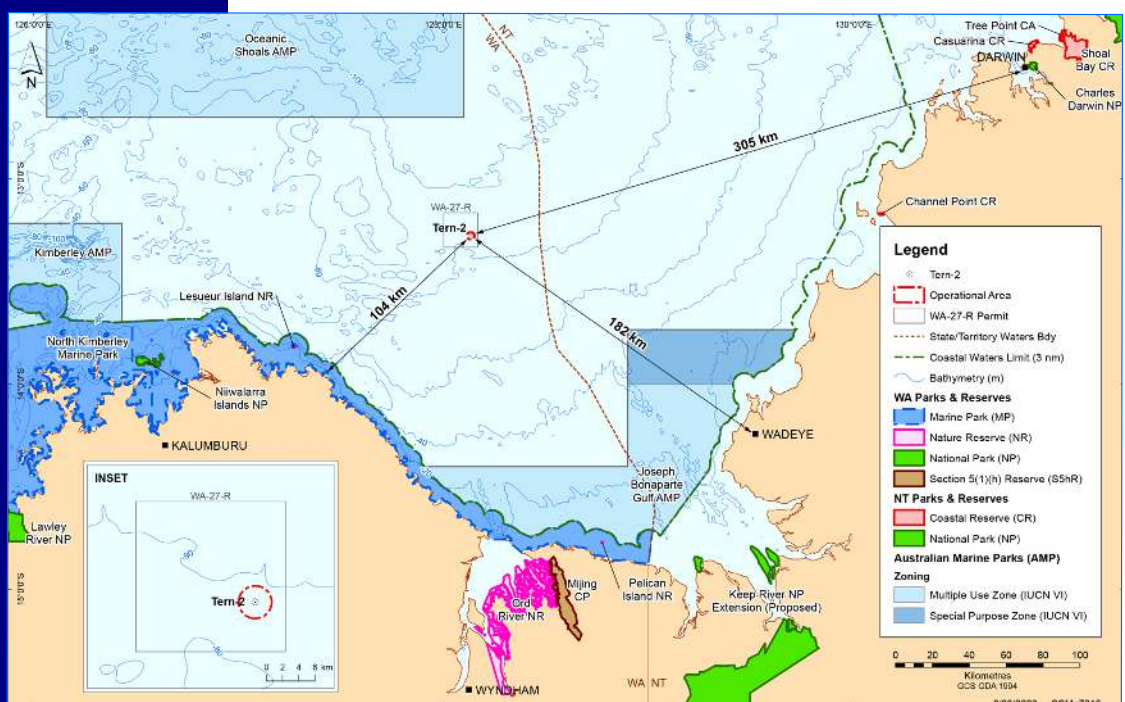 126°0'0"E
128°0'0"E
130°0'0"E
Oceanic
Shoals AMP
NT
WA
Tree Point CA
Casuarina CR
DARWIN
Shoal
Bay CR
Charles
Darwin NP
N
-100
305 km
13°0'0"S
WA-27-R
Tern-2
Channel Point CR
Kimberley AMP
Lesueur Island NR
104 km
182 km
North Kimberley
Marine Park
Niiwalarra
Islands NP
14°0'0"S
KALUMBURU
WADEYE
Joseph
Bonaparte
Gulf AMP
Lawley
River NP
INSET
WA-27-R
Tern-2
-80
0 2 4 8 km
15°0'0"S
Ord
River NR
Mijing
CP
Pelican
Island NR
Keep River NP
Extension (Proposed)
WYNDHAM
WA NT
Legend
Tern-2
Operational Area
WA-27-R Permit
State/Territory Waters Bdy
Coastal Waters Limit (3 nm)
Bathymetry (m)
WA Parks & Reserves
Marine Park (MP)
Nature Reserve (NR)
National Park (NP)
Section 5(1)(h) Reserve (S5hR)
NT Parks & Reserves
Coastal Reserve (CR)
National Park (NP)
Australian Marine Parks (AMP)
Zoning
Multiple Use Zone (IUCN VI)
Special Purpose Zone (IUCN VI)
0 20 40 60 80 100
Kilometres
GCS GDA 1994